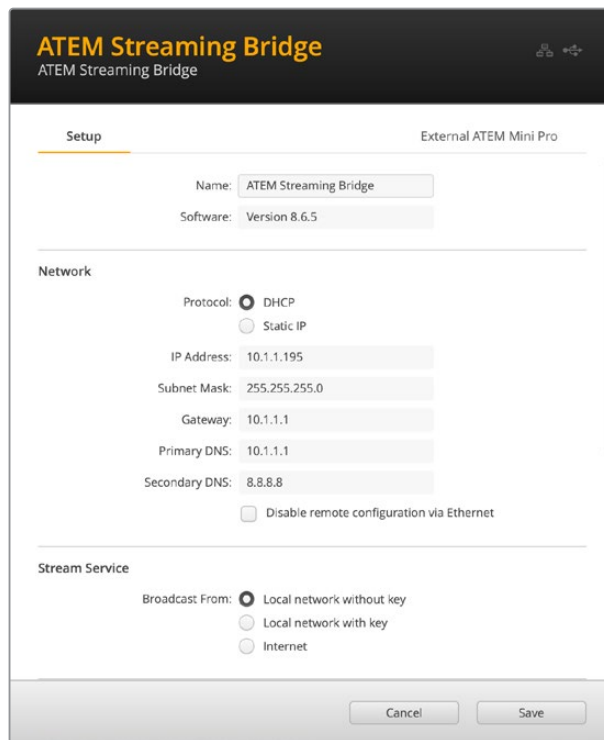 ATEM Streaming Bridge
ATEM Streaming Bridge
Setup External ATEM Mini Pro
Name: ATEM Streaming Bridge
Software: Version 8.6.5
Network
Protocol: DHCP
Static IP
IP Address: 10.1.1.195
Subnet Mask: 255.255.255.0
Gateway: 10.1.1.1
Primary DNS: 10.1.1.1
Secondary DNS: 8.8.8.8
Disable remote configuration via Ethernet
Stream Service
Broadcast From: Local network without key
Local network with key
Internet
Cancel Save